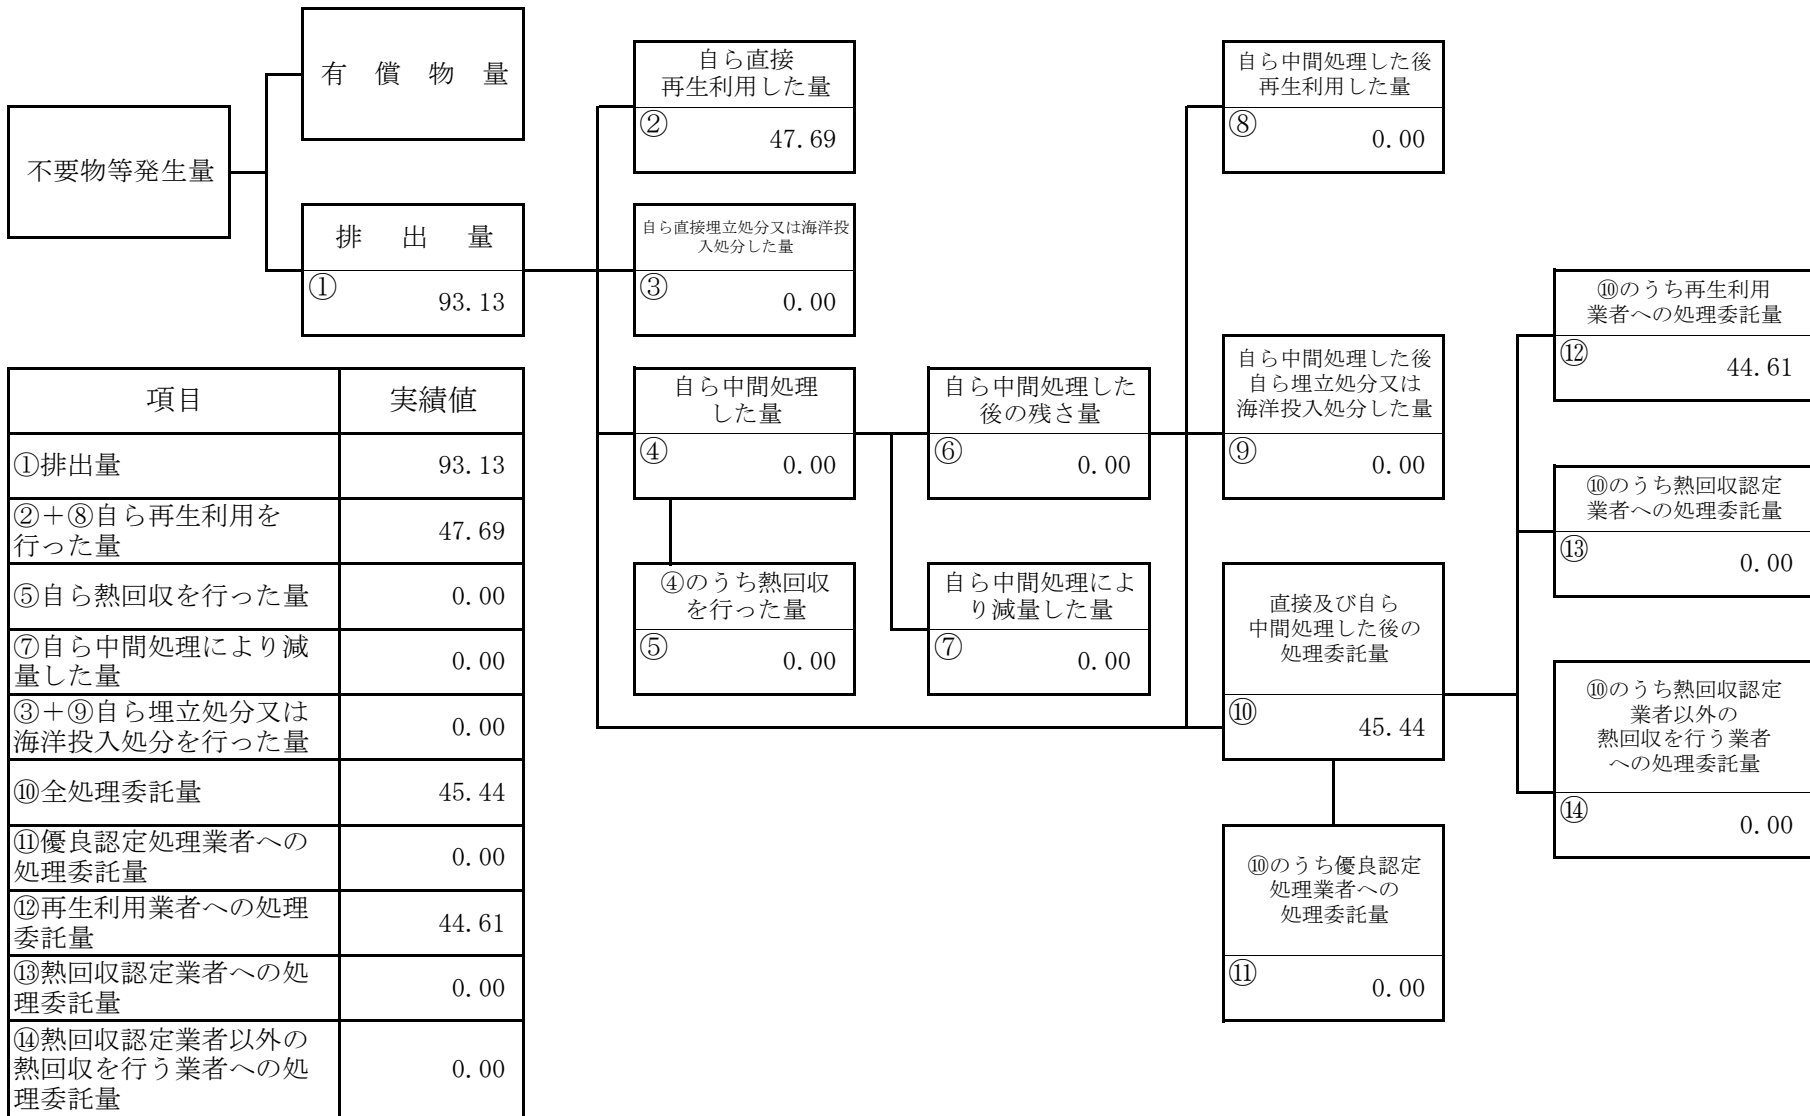 有償物量
不要物等発生量
排出量
①
93.13
自ら直接
再生利用した量
②
47.69
自ら直接埋立処分又は海洋投
入処分した量
③
0.00
自ら中間処理
した量
④
0.00
④のうち熱回収
を行った量
⑤
0.00
自ら中間処理した
後の残さ量
⑥
0.00
自ら中間処理によ
り減量した量
⑦
0.00
自ら中間処理した後
再生利用した量
⑧
0.00
自ら中間処理した後
自ら埋立処分又は
海洋投入処分した量
⑨
0.00
直接及び自ら
中間処理した後の
処理委託量
⑩
45.44
⑩のうち優良認定
処理業者への
処理委託量
⑪
0.00
⑩のうち再生利用
業者への処理委託量
⑫
44.61
⑩のうち熱回収認定
業者への処理委託量
⑬
0.00
⑩のうち熱回収認定
業者以外の
熱回収を行う業者
への処理委託量
⑭
0.00
項目 実績値
①排出量 93.13
②＋⑧自ら再生利用を
行った量 47.69
⑤自ら熱回収を行った量 0.00
⑦自ら中間処理により減
量した量 0.00
③＋⑨自ら埋立処分又は
海洋投入処分を行った量 0.00
⑩全処理委託量 45.44
⑪優良認定処理業者への
処理委託量 0.00
⑫再生利用業者への処理
委託量 44.61
⑬熱回収認定業者への処
理委託量 0.00
⑭熱回収認定業者以外の
熱回収を行う業者への処
理委託量 0.00